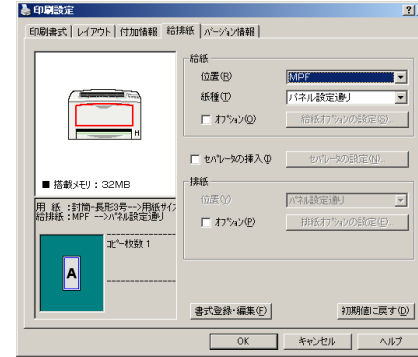 印刷設定
?
印刷書式 レイアウト 付加情報 給排紙 バージョン情報
給紙
位置(R) MPF
紙種(T) パネル設定通り
オプション(O) 給紙オプションの設定(S)...
セパレータの挿入(I) セパレータの設定(N)...
排紙
位置(Y) パネル設定通り
オプション(P) 排紙オプションの設定(E)...
H
■ 搭載メモリ : 32MB
用 紙 :封筒-長形3号-->用紙サイズ
給排紙 :MPF -->パネル設定通り
コピー枚数 1
A
書式登録・編集(F) 初期値に戻す(D)
OK キャンセル ヘルプ